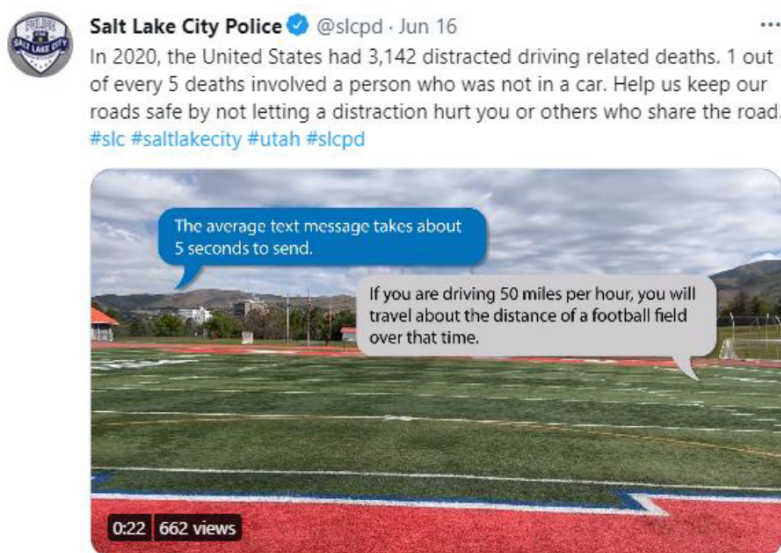 Salt Lake City Police @slcpd · Jun 16
In 2020, the United States had 3,142 distracted driving related deaths. 1 out
of every 5 deaths involved a person who was not in a car. Help us keep our
roads safe by not letting a distraction hurt you or others who share the road.
#slc #saltlakecity #utah #slcpd
The average text message takes about
5 seconds to send.
If you are driving 50 miles per hour, you will
travel about the distance of a football field
over that time.
0:22 662 views